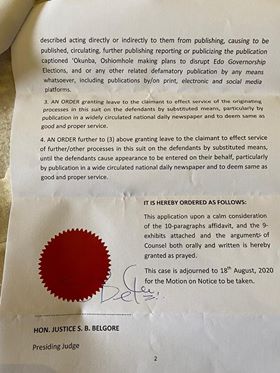 described acting directly or indirectly to them from publishing, causing to be
published, circulating, further publishing reporting or publicizing the publication
captioned 'Okunba, Oshiomhole making plans to disrupt Edo Governorship
Elections, and or any other related defamatory publication by any means
whatsoever, including publications by/on print, electronic and social media
platforms.
3. AN ORDER granting leave to the claimant to effect service of the originating
processes in this suit on the defendants by substituted means, particularly by
publication in a widely circulated national daily newspaper and to deem same as
good and proper service.
4. AN ORDER further to (3) above granting leave to the claimant to effect service
of further/other processes in this suit on the defendants by substituted means,
until the defendants cause appearance to be entered on their behalf, particularly
by publication in a wide circulated national daily newspaper and to deem same as
good and proper service.
IT IS HEREBY ORDERED AS FOLLOWS:
This application upon a calm consideration
of the 10-paragraphs affidavit, and the 9-
exhibits attached and the arguments of
Counsel both orally and written is hereby
granted as prayed.
This case is adjourned to 18th August, 2020
for the Motion on Notice to be taken.
HON. JUSTICE S. B. BELGORE
Presiding Judge
2